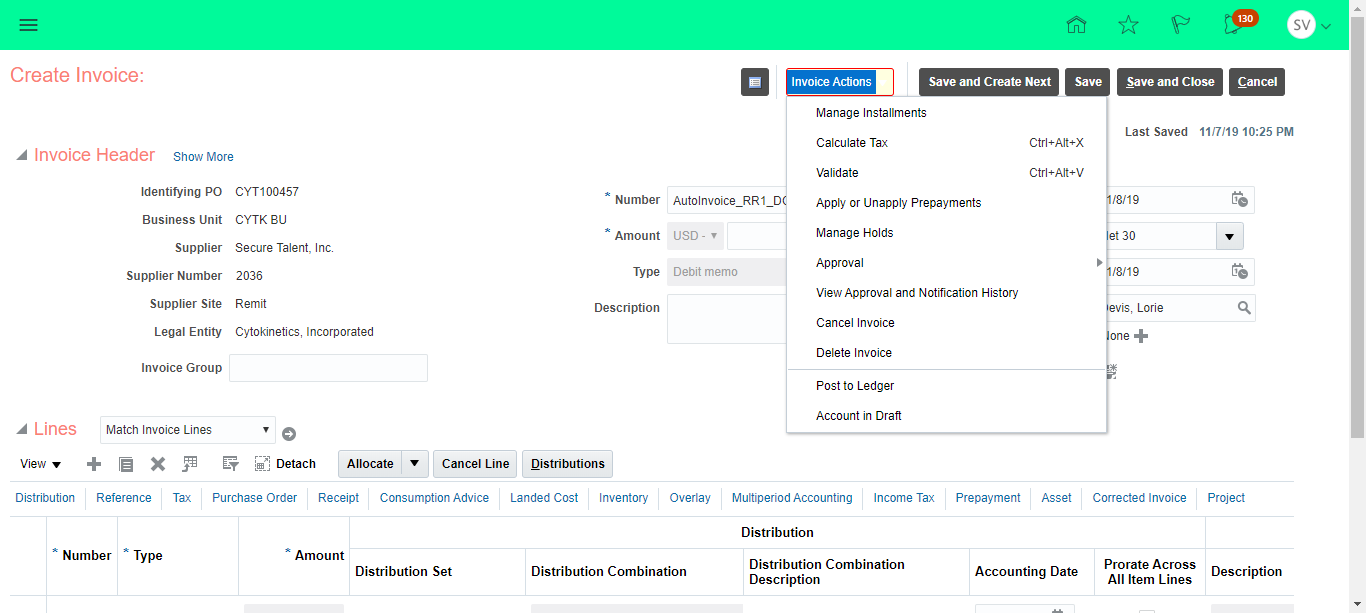 130
SV
Create Invoice:
Invoice Actions
Save and Create Next
Save
Save and Close
Cancel
Manage Installments
Calculate Tax Ctrl+Alt+X
Validate Ctrl+Alt+V
Apply or Unapply Prepayments
Manage Holds
Approval
View Approval and Notification History
Cancel Invoice
Delete Invoice
Post to Ledger
Account in Draft
Last Saved 11/7/19 10:25 PM
Invoice Header Show More
Identifying PO CYT100457
Business Unit CYTK BU
Supplier Secure Talent, Inc.
Supplier Number 2036
Supplier Site Remit
Legal Entity Cytokinetics, Incorporated
Invoice Group
* Number AutoInvoice_RR1_DC
* Amount USD -
Type Debit memo
Description
1/8/19
let 30
1/8/19
Devis, Lorie
None
Lines Match Invoice Lines
View Detach Allocate Cancel Line Distributions
Distribution Reference Tax Purchase Order Receipt Consumption Advice Landed Cost Inventory Overlay Multiperiod Accounting Income Tax Prepayment Asset Corrected Invoice Project
* Number * Type * Amount
Distribution
Distribution Set Distribution Combination Distribution Combination Description Accounting Date Prorate Across All Item Lines Description